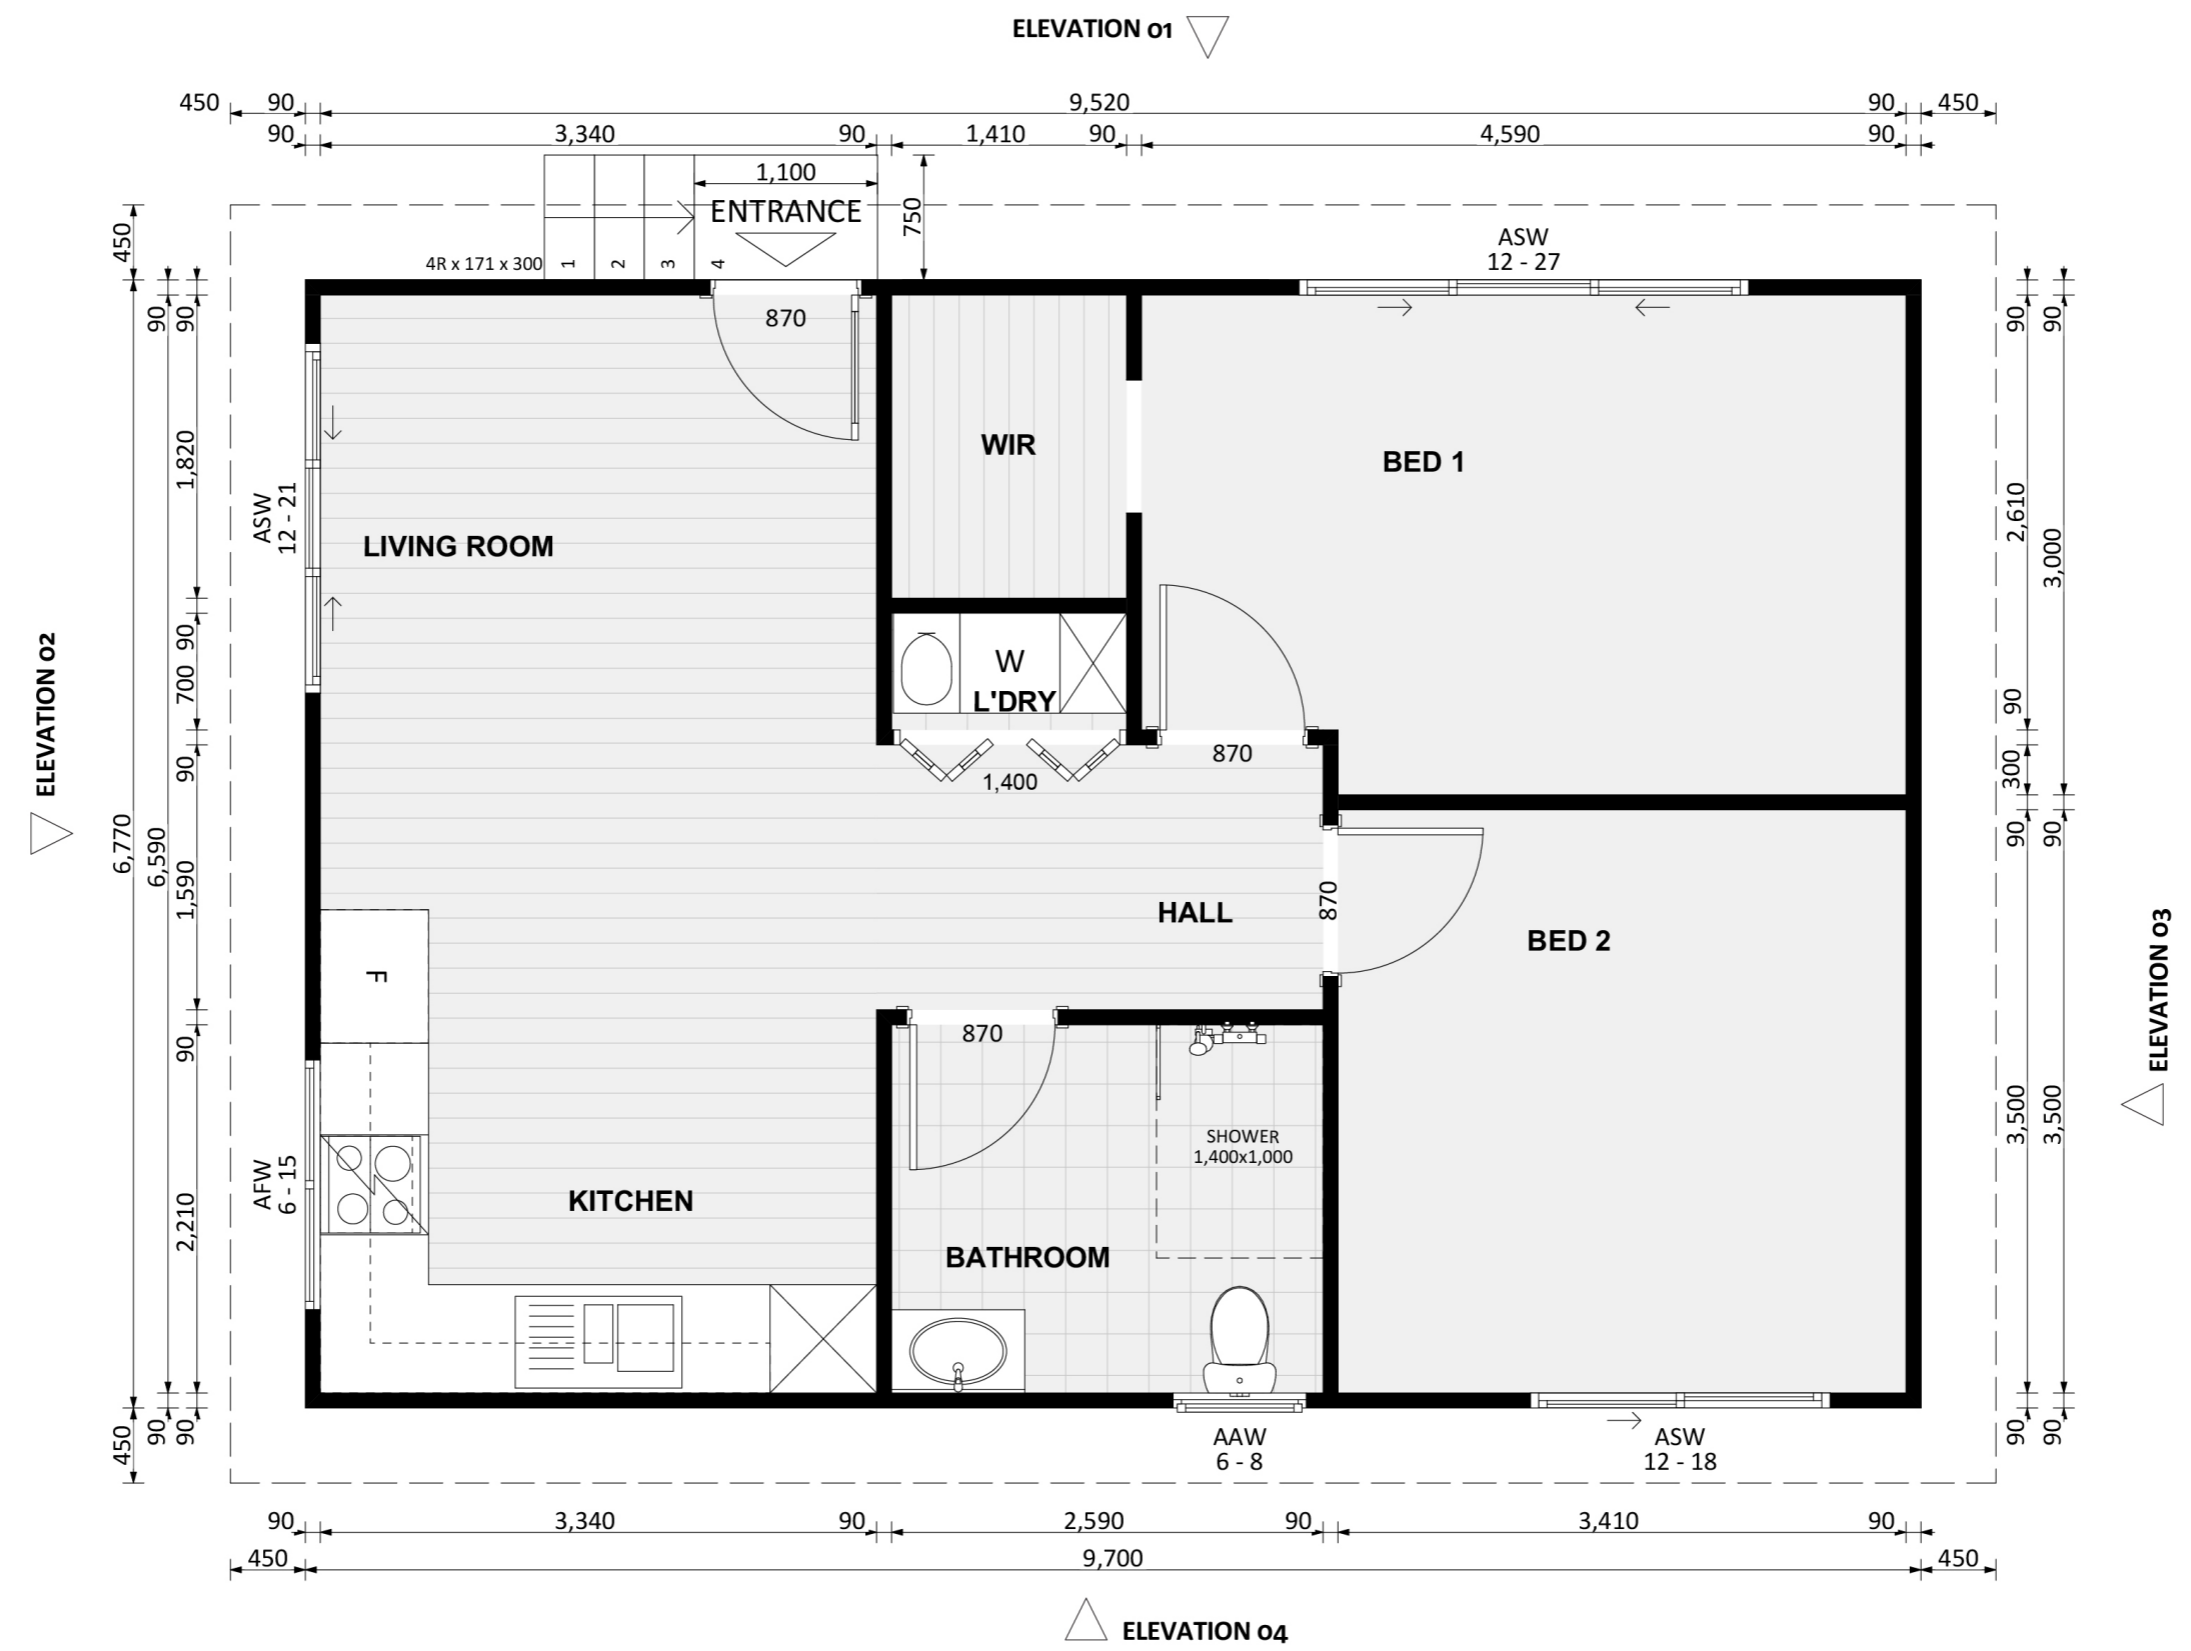 ELEVATION 01
450 90 9,520 90 450
90 3,340 90 1,410 90 4,590 90
1,100
ENTRANCE
750
450
4R x 171 x 300 1 2 3 4
ASW
12 - 27
90 90
870
90 90
WIR
BED 1
1,820
ASW
12 - 21
LIVING ROOM
2,610
3,000
ELEVATION 02
90
700
W
L'DRY
90
870
90
1,400
300
6,770
6,590
1,590
870
90 90
HALL
BED 2
ELEVATION 03
F
90
870
SHOWER
1,400x1,000
3,500
3,500
AFW
6 - 15
2,210
KITCHEN
BATHROOM
450
90
90
AAW
6 - 8
ASW
12 - 18
90
90
90 3,340 90 2,590 90 3,410 90
450 9,700 450
ELEVATION 04